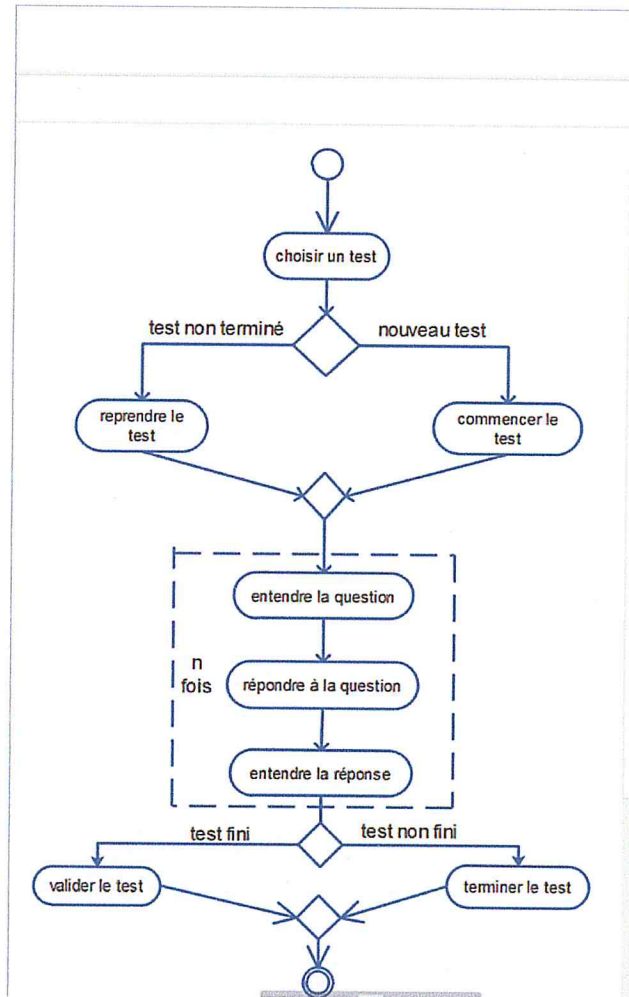 choisir un test
test non terminé
nouveau test
reprendre le
test
commencer le
test
entendre la question
n
fois
répondre à la question
entendre la réponse
test fini
test non fini
valider le test
terminer le test